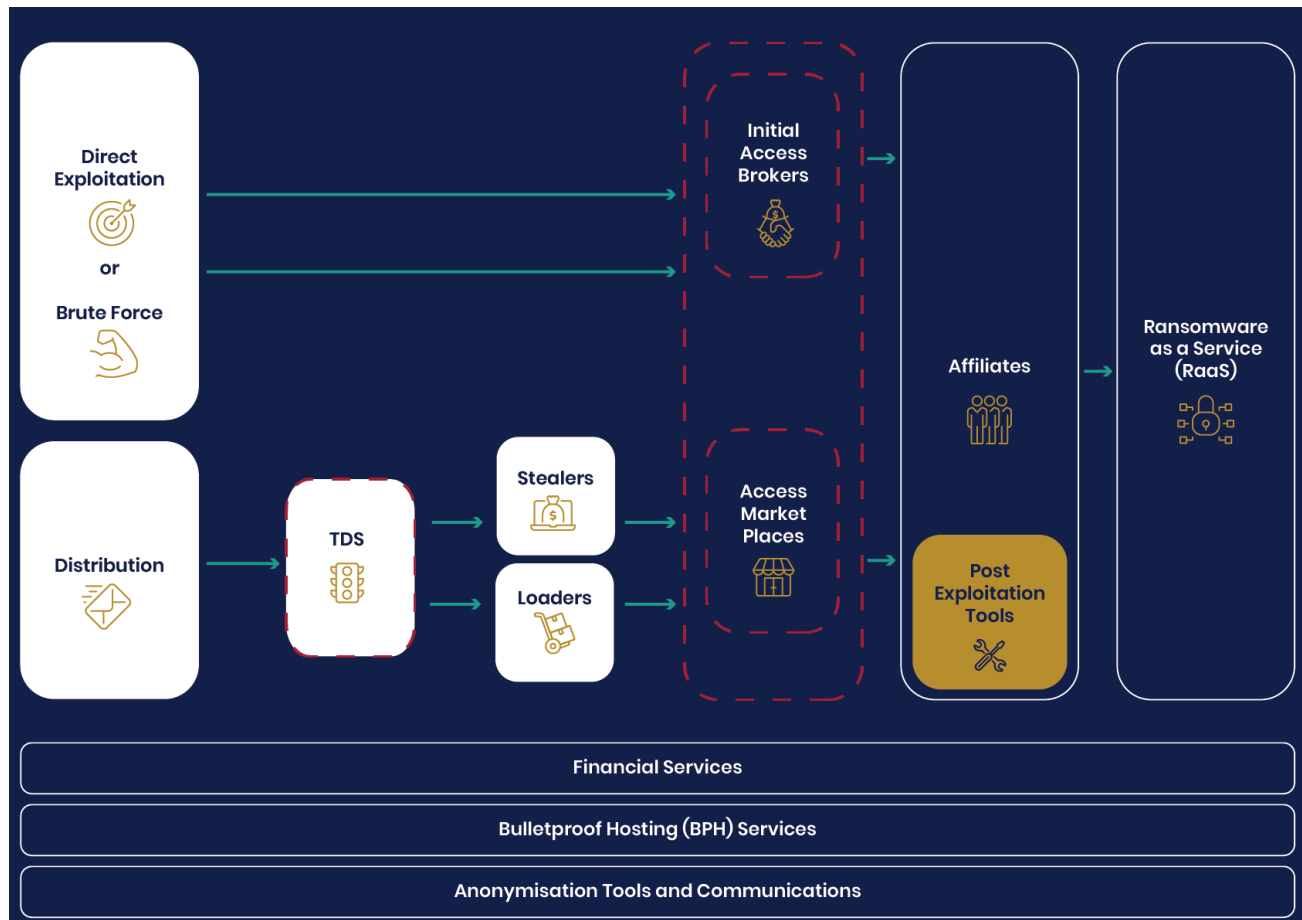 Direct
Exploitation
or
Brute Force
Distribution
TDS
Stealers
$
Loaders
Initial
Access
Brokers
$
Access
Market
Places
Affiliates
Post
Exploitation
Tools
Ransomware
as a Service
(RaaS)
Financial Services
Bulletproof Hosting (BPH) Services
Anonymisation Tools and Communications